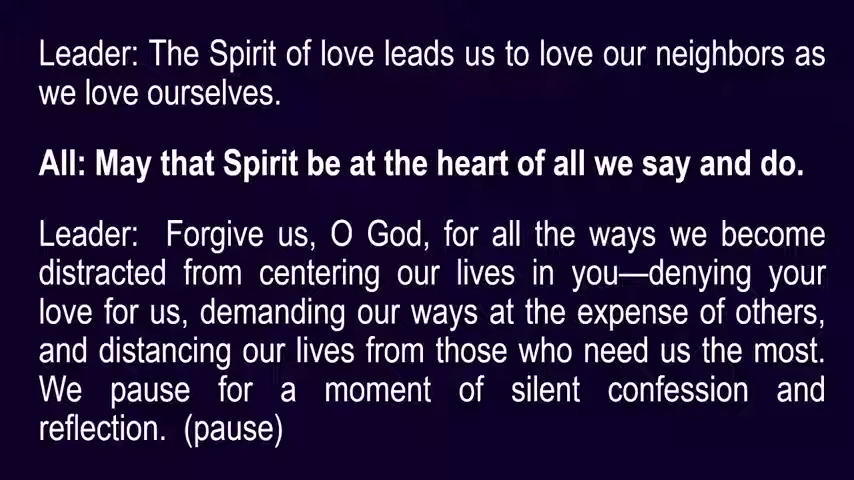 Leader: The Spirit of love leads us to love our neighbors as
we love ourselves.
All: May that Spirit be at the heart of all we say and do.
Leader:  Forgive us, O God, for all the ways we become
distracted from centering our lives in you—denying your
love for us, demanding our ways at the expense of others,
and distancing our lives from those who need us the most.
We pause for a moment of silent confession and
reflection.  (pause)